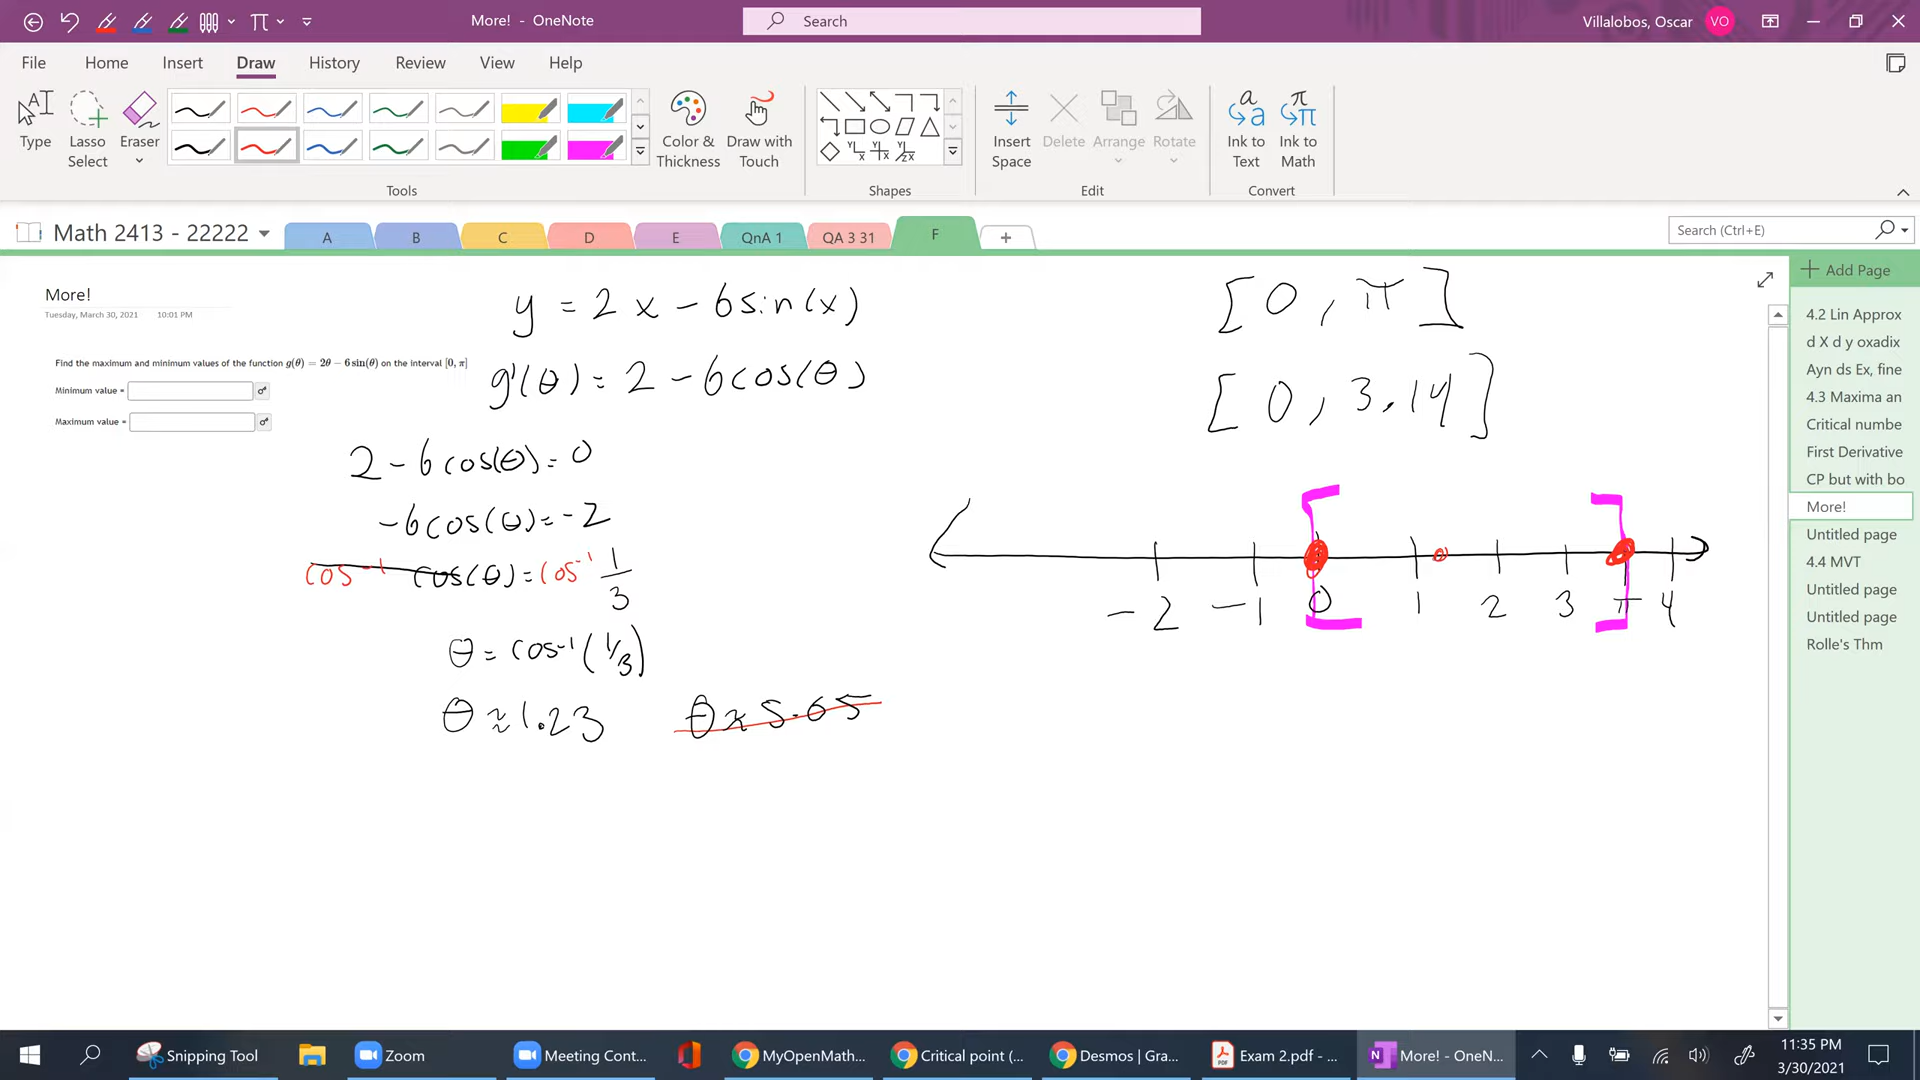 More! - OneNote
Search
Villalobos, Oscar
VO
File Home Insert Draw History Review View Help
Type
Lasso Select
Eraser
Color & Thickness
Draw with Touch
Insert Space
Delete
Arrange
Rotate
Ink to Text
Ink to Math
Tools
Shapes
Edit
Convert
Math 2413 - 22222
A B C D E QnA 1 QA 3 31 F
Search (Ctrl+E)
Add Page
4.2 Lin Approx
d X d y oxadix
Ayn ds Ex, fine
4.3 Maxima an
Critical numbe
First Derivative
CP but with bo
More!
Untitled page
4.4 MVT
Untitled page
Untitled page
Rolle's Thm
More!
Tuesday, March 30, 2021 10:01 PM
Find the maximum and minimum values of the function g(θ) = 2θ − 6 sin(θ) on the interval [0, π]
Minimum value =
Maximum value =
y = 2x - 6sin(x)
g'(θ) = 2 - 6cos(θ)
2 - 6cos(θ) = 0
-6cos(θ) = -2
cos⁻¹ cos(θ) = cos⁻¹ 1/3
θ = cos⁻¹(1/3)
θ ≈ 1.23 θ ≈ 5.05
[0, π]
[0, 3.14]
-2 -1 0 1 2 3 π 4
Snipping Tool
Zoom
Meeting Cont...
MyOpenMath...
Critical point (...
Desmos | Gra...
Exam 2.pdf - ...
More! - OneN...
11:35 PM
3/30/2021